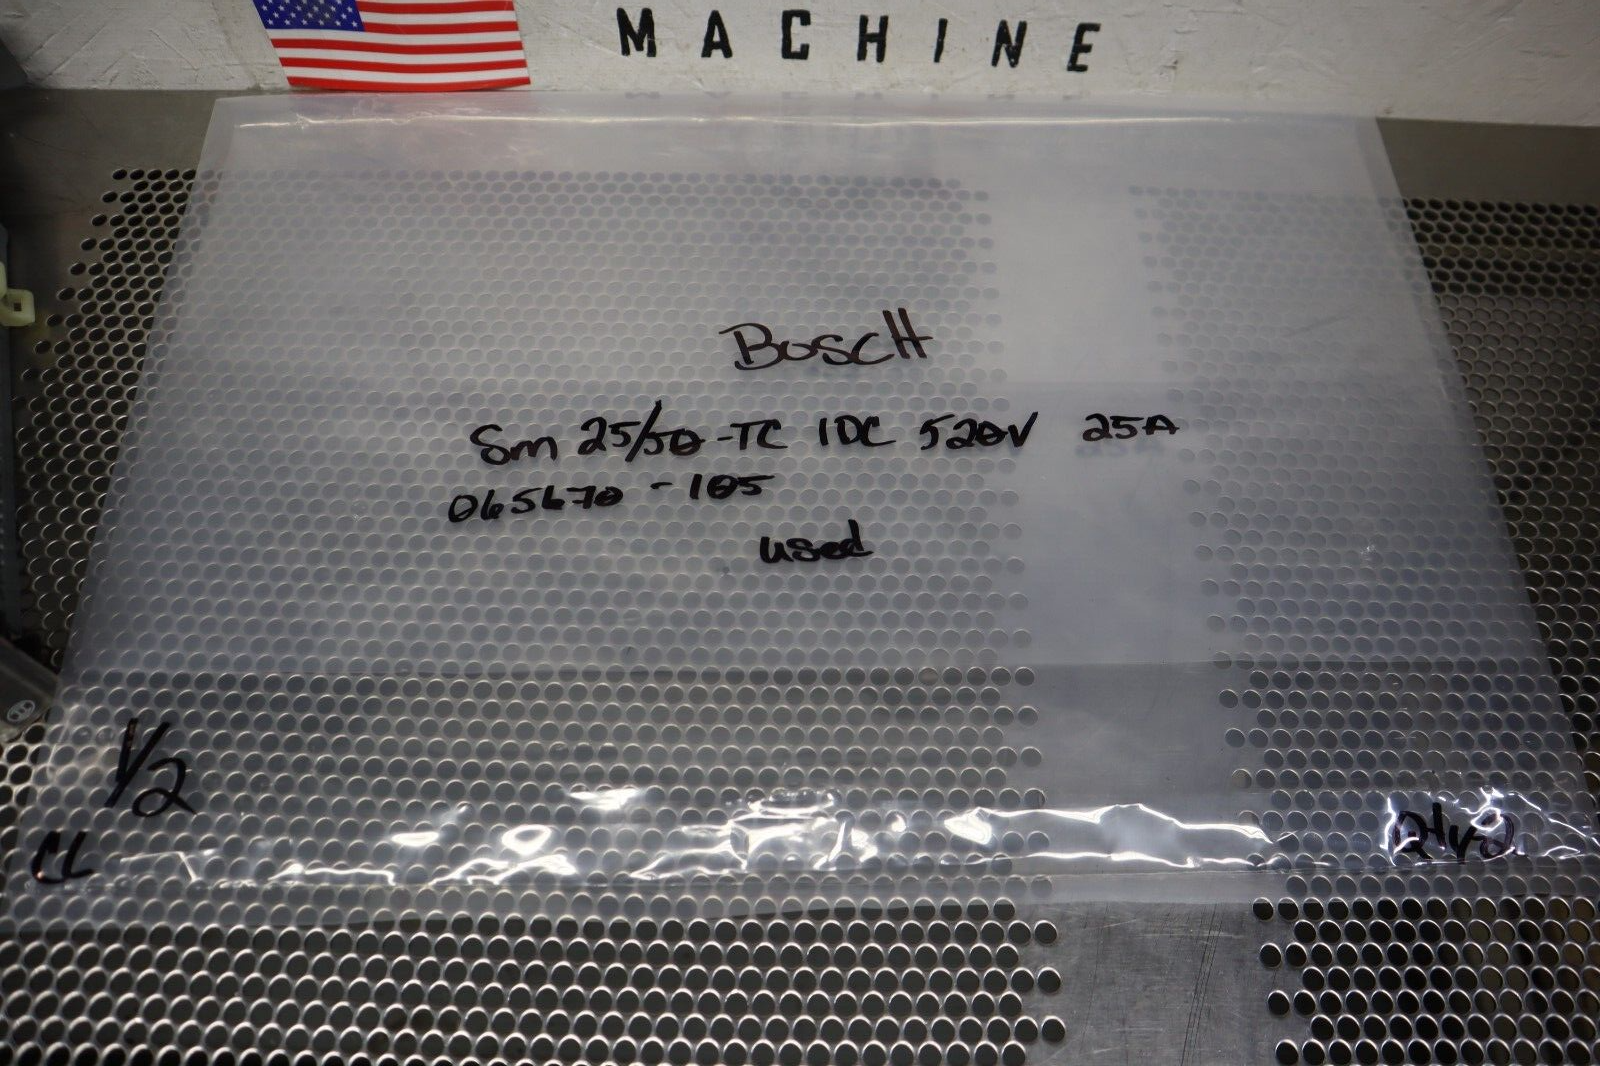 MACHINE
BoscH
Sm 25/50-TC 1DC 520V 25A
065670-105
used
1/2
CL